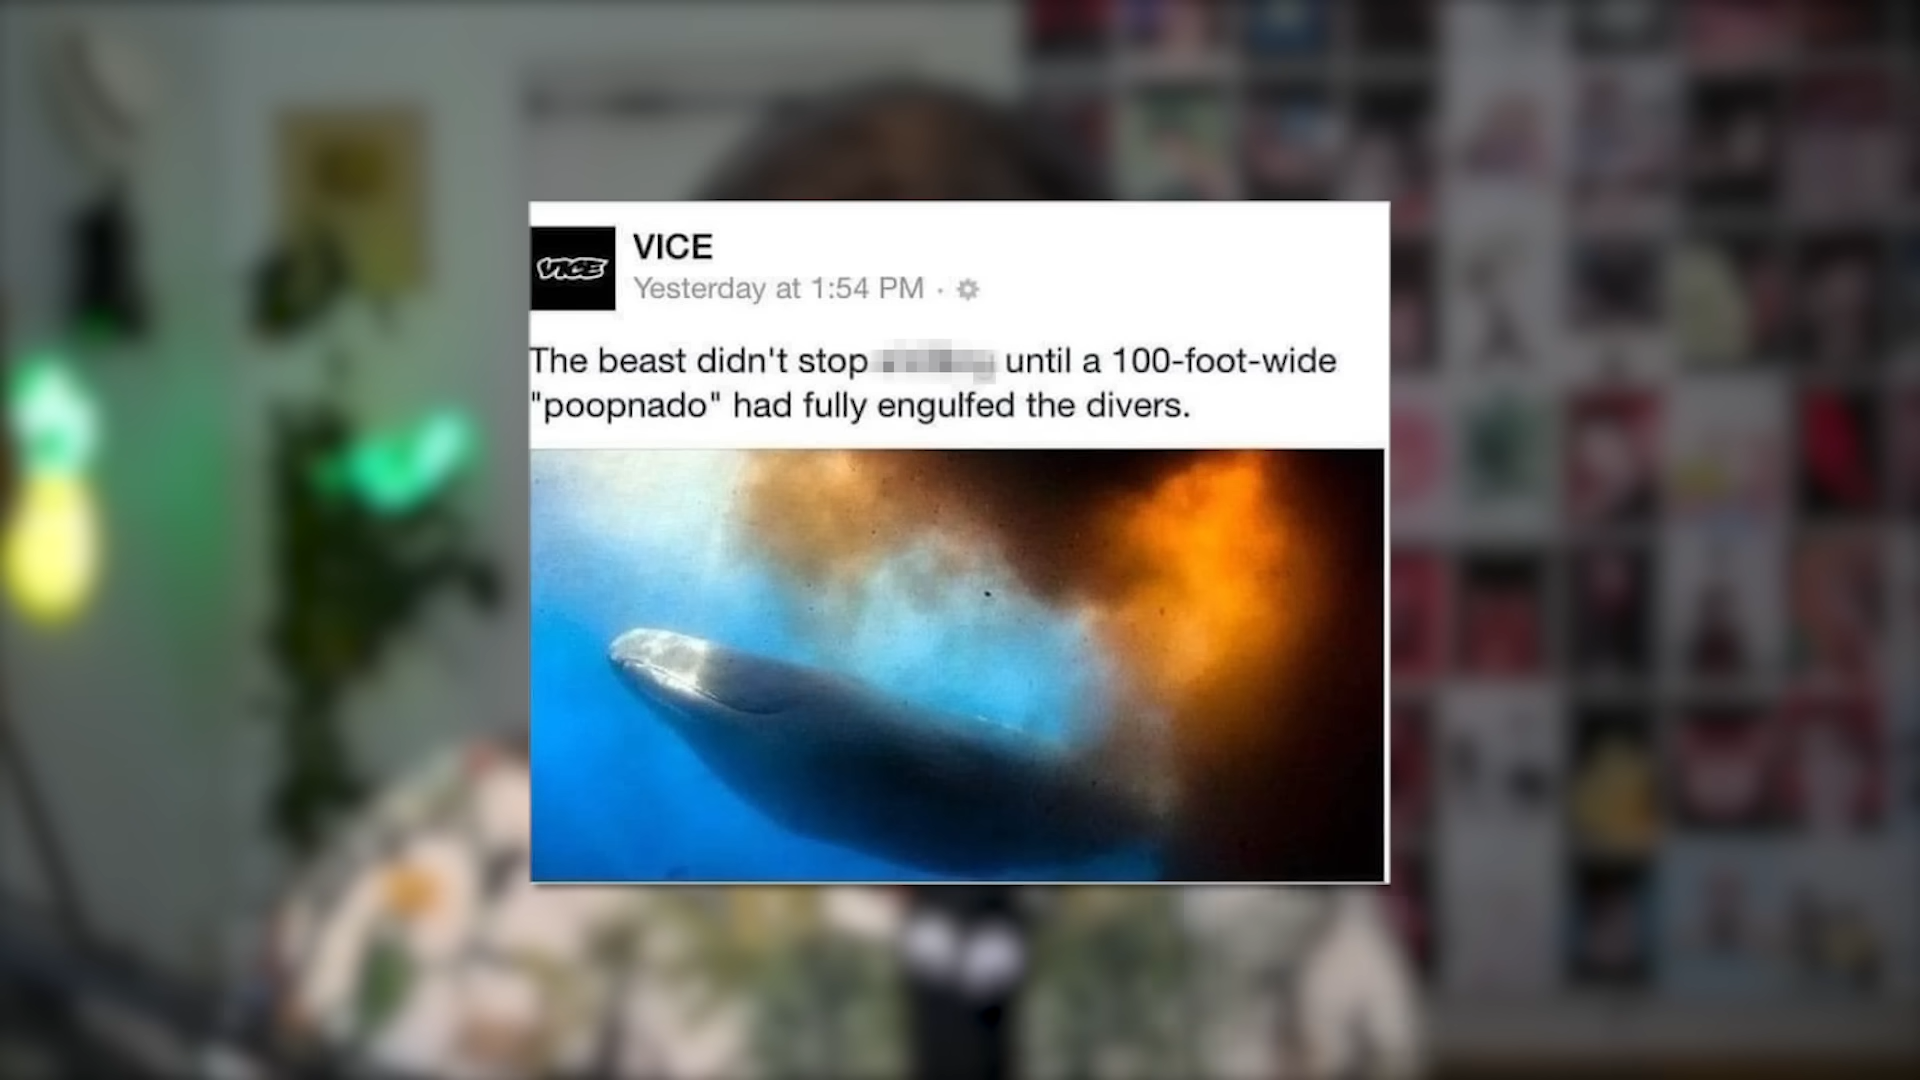 VICE
VICE
Yesterday at 1:54 PM ·
The beast didn't stop until a 100-foot-wide
"poopnado" had fully engulfed the divers.